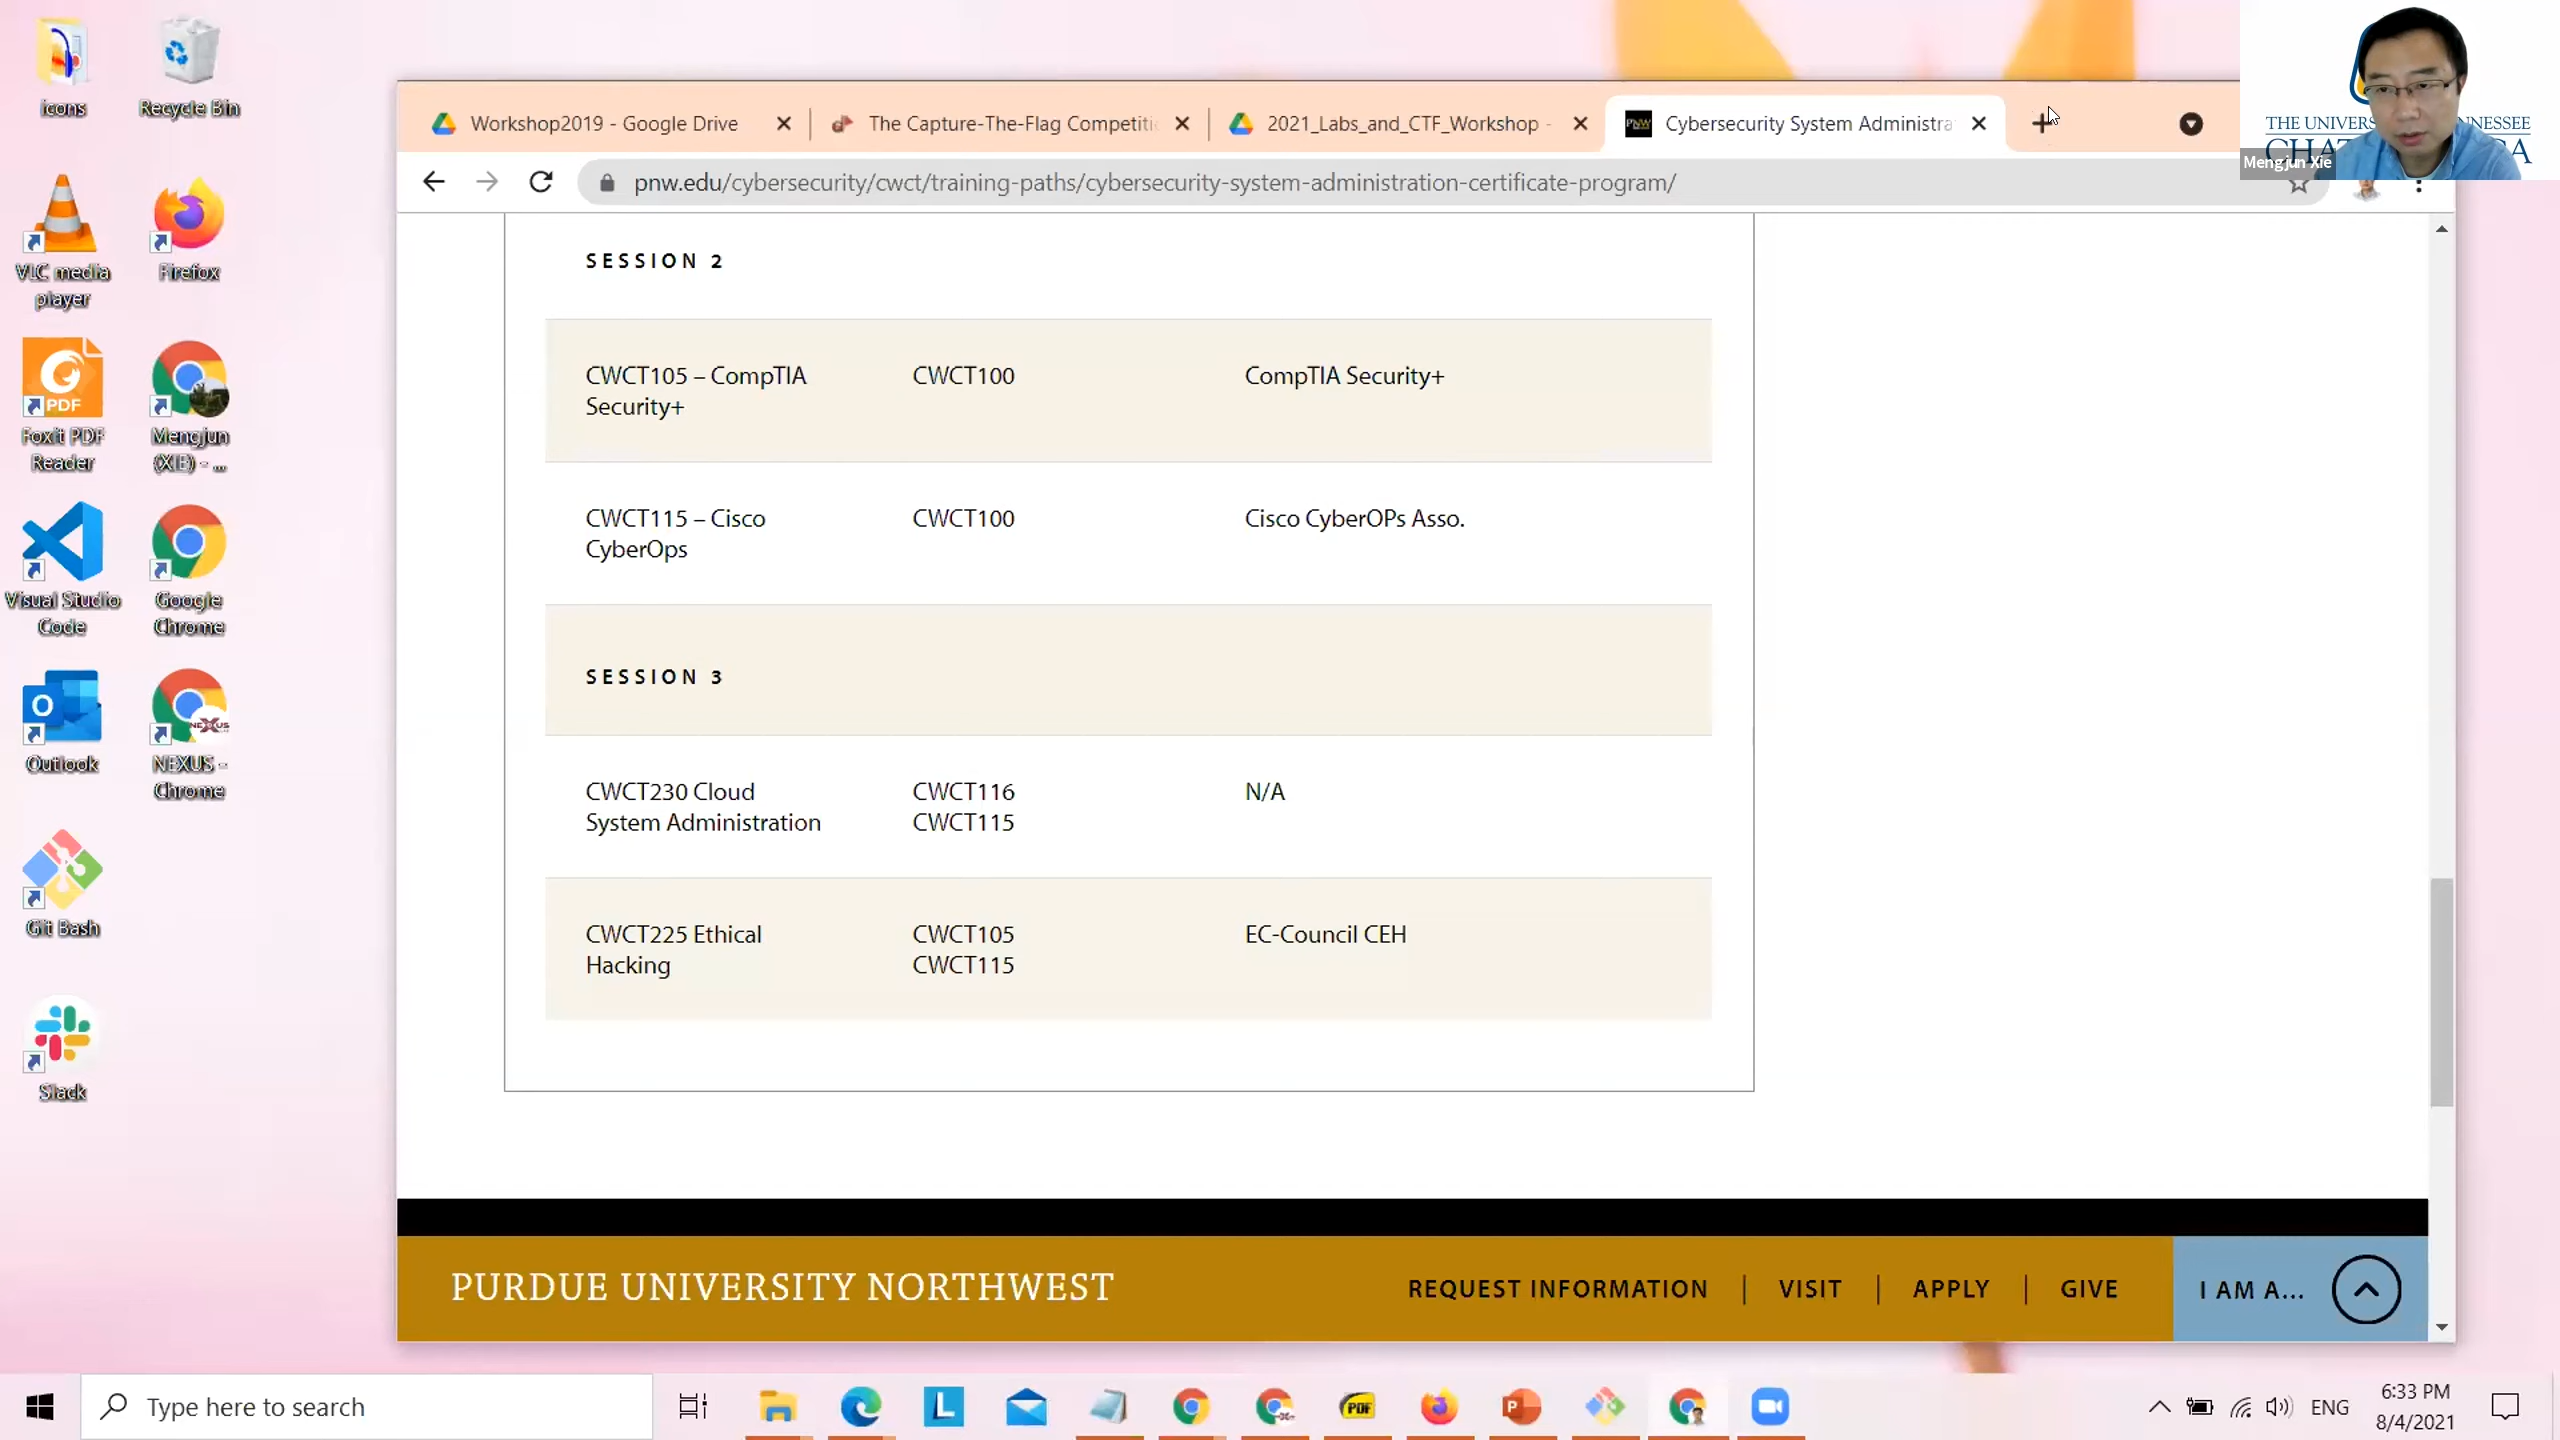 icons
Recycle Bin
VLC media
player
Firefox
PDF
Foxit PDF
Reader
Mengjun
(XIE) - ...
Visual Studio
Code
Google
Chrome
Outlook
NEXUS -
Chrome
Git Bash
Slack
Workshop2019 - Google Drive
The Capture-The-Flag Competiti
2021_Labs_and_CTF_Workshop -
PNW
Cybersecurity System Administra
pnw.edu/cybersecurity/cwct/training-paths/cybersecurity-system-administration-certificate-program/
Mengjun Xie
SESSION 2
CWCT105 – CompTIA
Security+
CWCT100
CompTIA Security+
CWCT115 – Cisco
CyberOps
CWCT100
Cisco CyberOPs Asso.
SESSION 3
CWCT230 Cloud
System Administration
CWCT116
CWCT115
N/A
CWCT225 Ethical
Hacking
CWCT105
CWCT115
EC-Council CEH
PURDUE UNIVERSITY NORTHWEST
REQUEST INFORMATION | VISIT | APPLY | GIVE
I AM A...
Type here to search
L
PDF
ENG
6:33 PM
8/4/2021